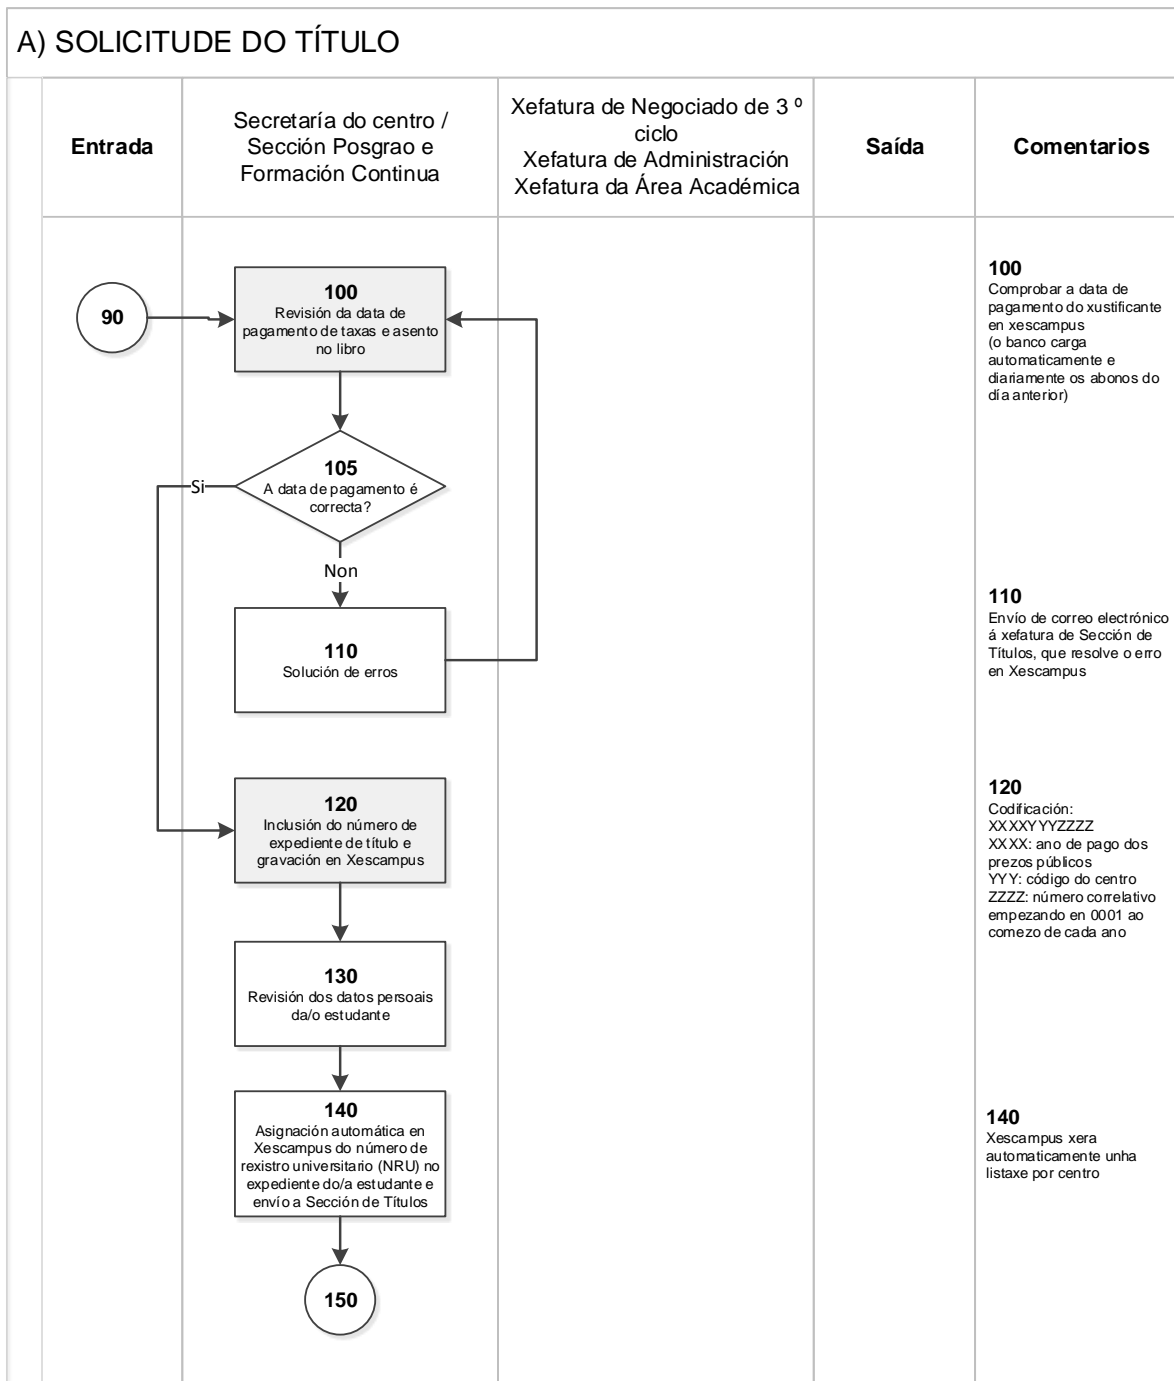 A) SOLICITUDE DO TÍTULO
Entrada
Secretaría do centro /
Sección Posgrao e
Formación Continua
Xefatura de Negociado de 3 º
ciclo
Xefatura de Administración
Xefatura da Área Académica
Saída
Comentarios
90
100
Revisión da data de
pagamento de taxas e asento
no libro
100
Comprobar a data de
pagamento do xustificante
en xescampus
(o banco carga
automaticamente e
diariamente os abonos do
día anterior)
105
A data de pagamento é
correcta?
Si
Non
110
Solución de erros
110
Envío de correo electrónico
á xefatura de Sección de
Títulos, que resolve o erro
en Xescampus
120
Inclusión do número de
expediente de título e
gravación en Xescampus
120
Codificación:
XXXXYYYZZZZ
XXXX: ano de pago dos
prezos públicos
YYY: código do centro
ZZZZ: número correlativo
empezando en 0001 ao
comezo de cada ano
130
Revisión dos datos persoais
da/o estudante
140
Asignación automática en
Xescampus do número de
rexistro universitario (NRU) no
expediente do/a estudante e
envío a Sección de Títulos
140
Xescampus xera
automaticamente unha
listaxe por centro
150